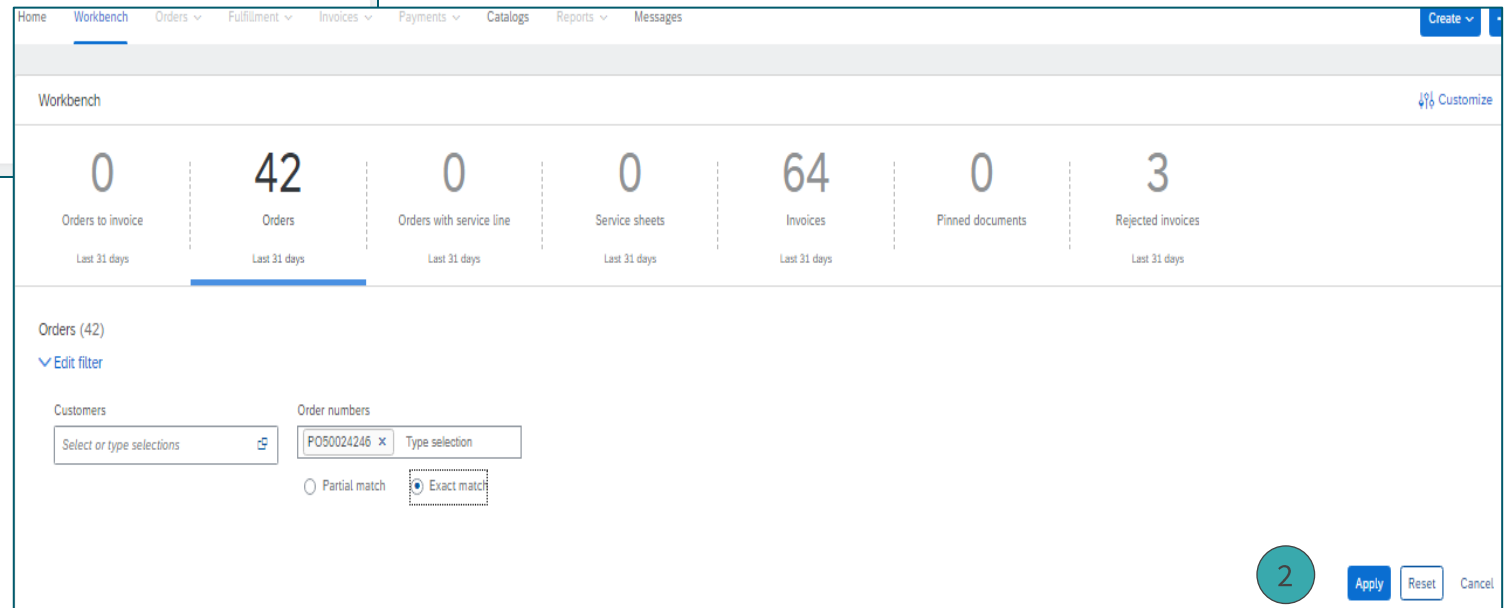 Home Workbench Orders Fulfillment Invoices Payments Catalogs Reports Messages Create
Workbench Customize
0 42 0 0 64 0 3
Orders to invoice Orders Orders with service line Service sheets Invoices Pinned documents Rejected invoices
Last 31 days Last 31 days Last 31 days Last 31 days Last 31 days Last 31 days
Orders (42)
Edit filter
Customers Order numbers
Select or type selections PO50024246 × Type selection
Partial match Exact match
2 Apply Reset Cancel